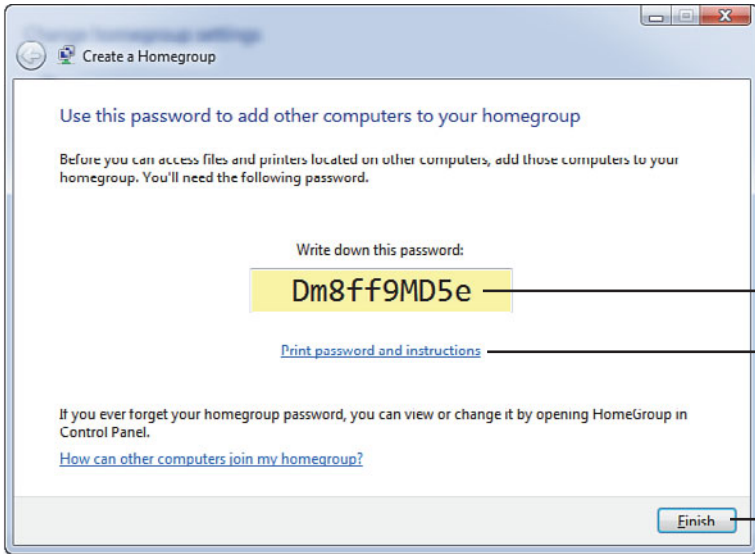 Change homegroup settings
Create a Homegroup
Use this password to add other computers to your homegroup
Before you can access files and printers located on other computers, add those computers to your
homegroup. You'll need the following password.
Write down this password:
Dm8ff9MD5e
Print password and instructions
If you ever forget your homegroup password, you can view or change it by opening HomeGroup in
Control Panel.
How can other computers join my homegroup?
Finish